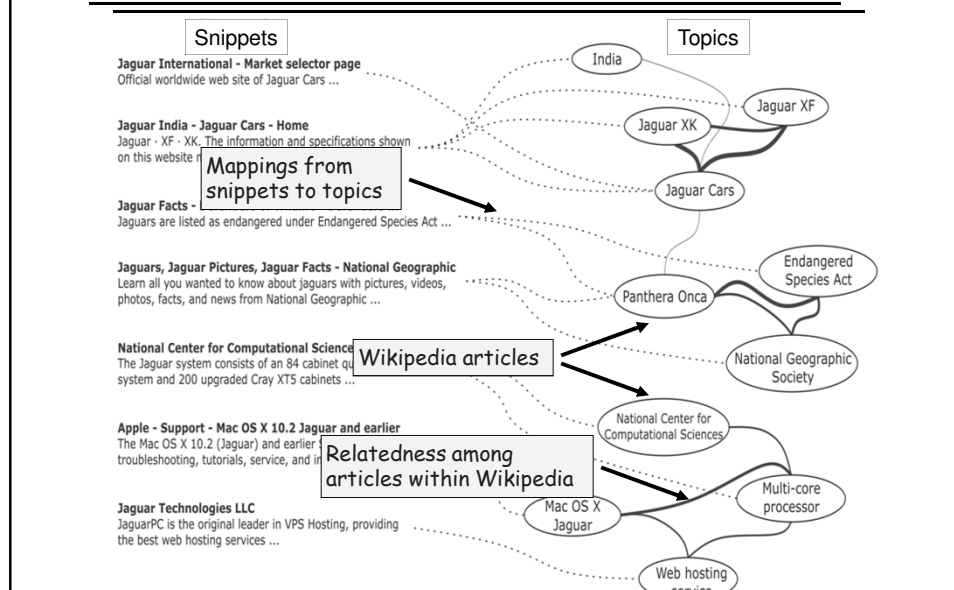 Snippets
Topics
Jaguar International - Market selector page
Official worldwide web site of Jaguar Cars ...
Jaguar India - Jaguar Cars - Home
Jaguar · XF · XK. The information and specifications shown
on this website
Mappings from
snippets to topics
Jaguar Facts -
Jaguars are listed as endangered under Endangered Species Act ...
Jaguars, Jaguar Pictures, Jaguar Facts - National Geographic
Learn all you wanted to know about jaguars with pictures, videos,
photos, facts, and news from National Geographic ...
National Center for Computational Science
The Jaguar system consists of an 84 cabinet
system and 200 upgraded Cray XT5 cabinets ...
Wikipedia articles
Apple - Support - Mac OS X 10.2 Jaguar and earlier
The Mac OS X 10.2 (Jaguar) and earlier
troubleshooting, tutorials, service, and
Relatedness among
articles within Wikipedia
Jaguar Technologies LLC
JaguarPC is the original leader in VPS Hosting, providing
the best web hosting services ...
India
Jaguar XF
Jaguar XK
Jaguar Cars
Endangered
Species Act
Panthera Onca
National Geographic
Society
National Center for
Computational Sciences
Multi-core
processor
Mac OS X
Jaguar
Web hosting